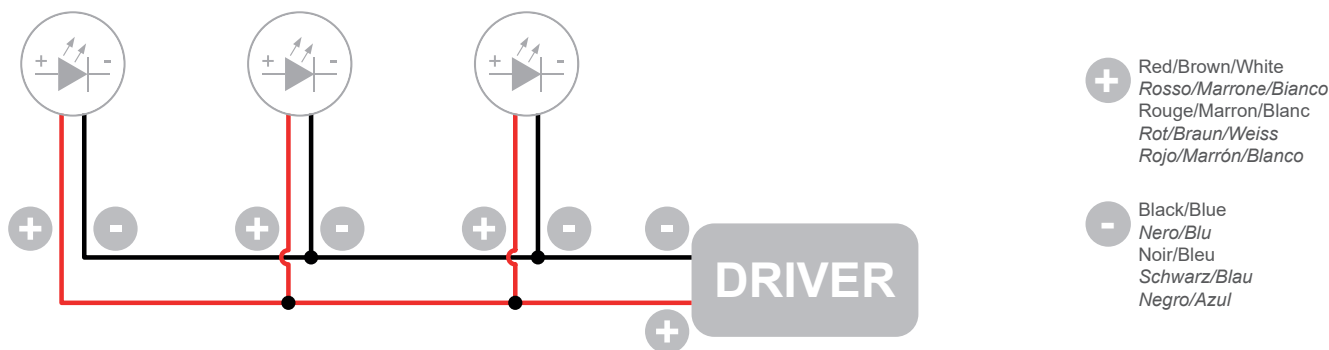 + - + - + -
+ - + - + - -
DRIVER
+
+
Red/Brown/White
Rosso/Marrone/Bianco
Rouge/Marron/Blanc
Rot/Braun/Weiss
Rojo/Marrón/Blanco
-
Black/Blue
Nero/Blu
Noir/Bleu
Schwarz/Blau
Negro/Azul